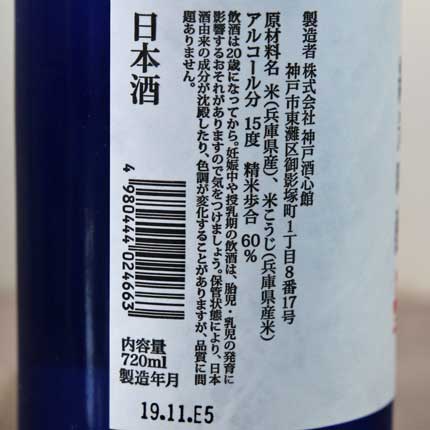 製造者 株式会社 神戸酒心館
神戸市東灘区御影塚町1丁目8番17号
原材料名 米(兵庫県産)、米こうじ(兵庫県産米)
アルコール分 15度 精米歩合 60%
飲酒は20歳になってから。妊娠中や授乳期の飲酒は、胎児・乳児の発育に
影響するおそれがありますので気をつけましょう。保管状態により、日本
酒由来の成分が沈殿したり、色調が変化することがありますが、品質に問
題ありません。
日本酒
4 980444 024663
内容量
720ml
製造年月
19.11.E5